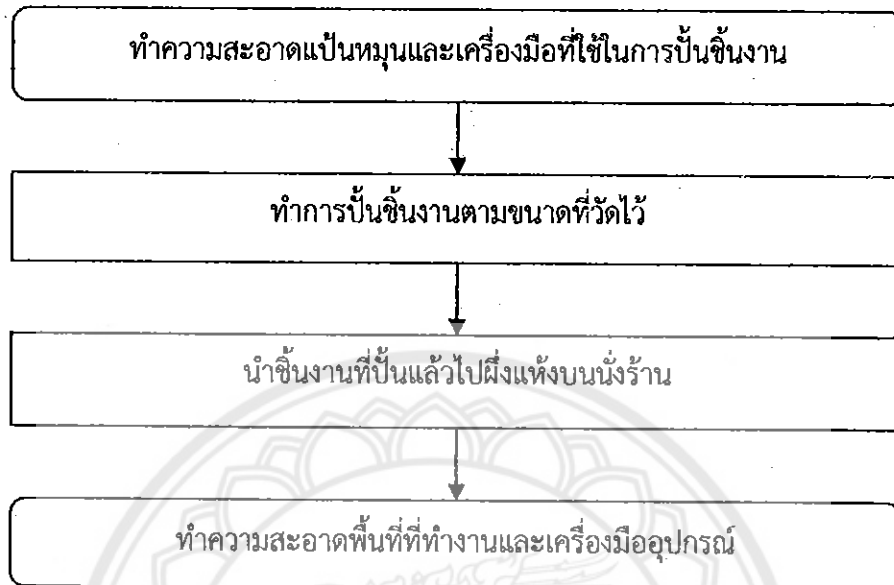 ทำความสะอาดแป้นหมุนและเครื่องมือที่ใช้ในการปั้นชิ้นงาน
ทำการปั้นชิ้นงานตามขนาดที่วัดไว้
นำชิ้นงานที่ปั้นแล้วไปผึ่งแห้งบนนั่งร้าน
ทำความสะอาดพื้นที่ที่ทำงานและเครื่องมืออุปกรณ์